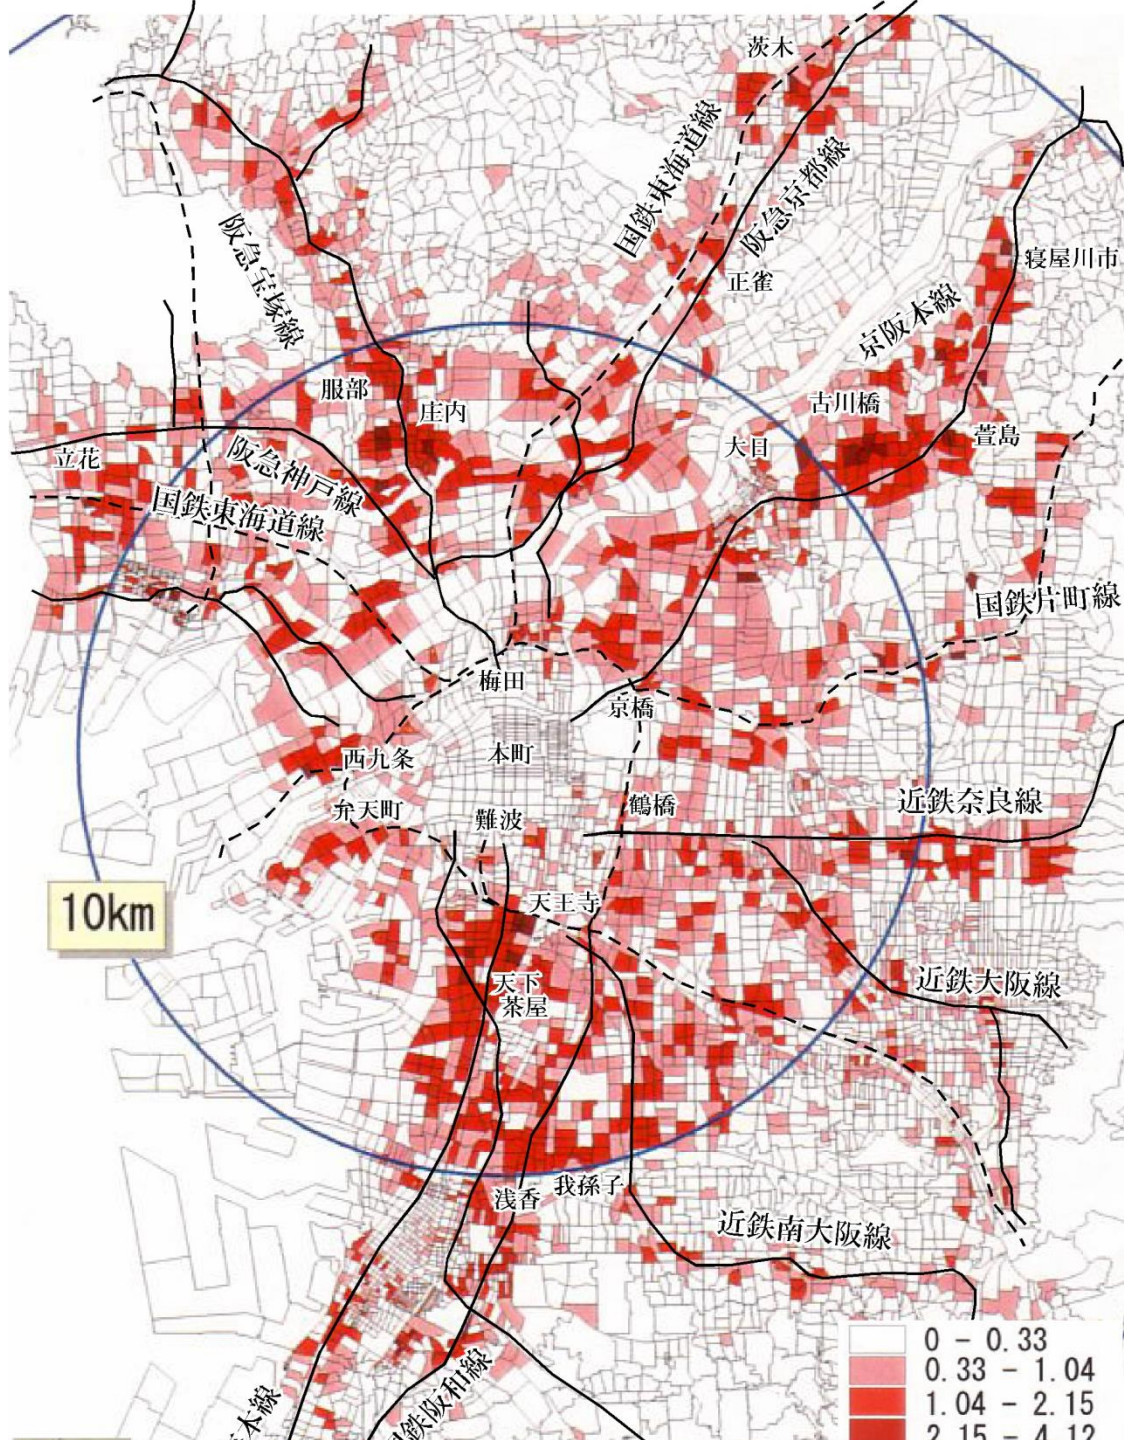 茨木
国鉄東海道線
阪急京都線
正雀
阪急宝塚線
寝屋川市
京阪本線
服部
庄内
古川橋
大日
萱島
立花
阪急神戸線
国鉄東海道線
国鉄片町線
梅田
京橋
本町
西九条
弁天町
難波
鶴橋
近鉄奈良線
10km
天王寺
天下
茶屋
近鉄大阪線
浅香
我孫子
近鉄南大阪線
本線
国鉄阪和線
0 - 0.33
0.33 - 1.04
1.04 - 2.15
2.15 - 4.12